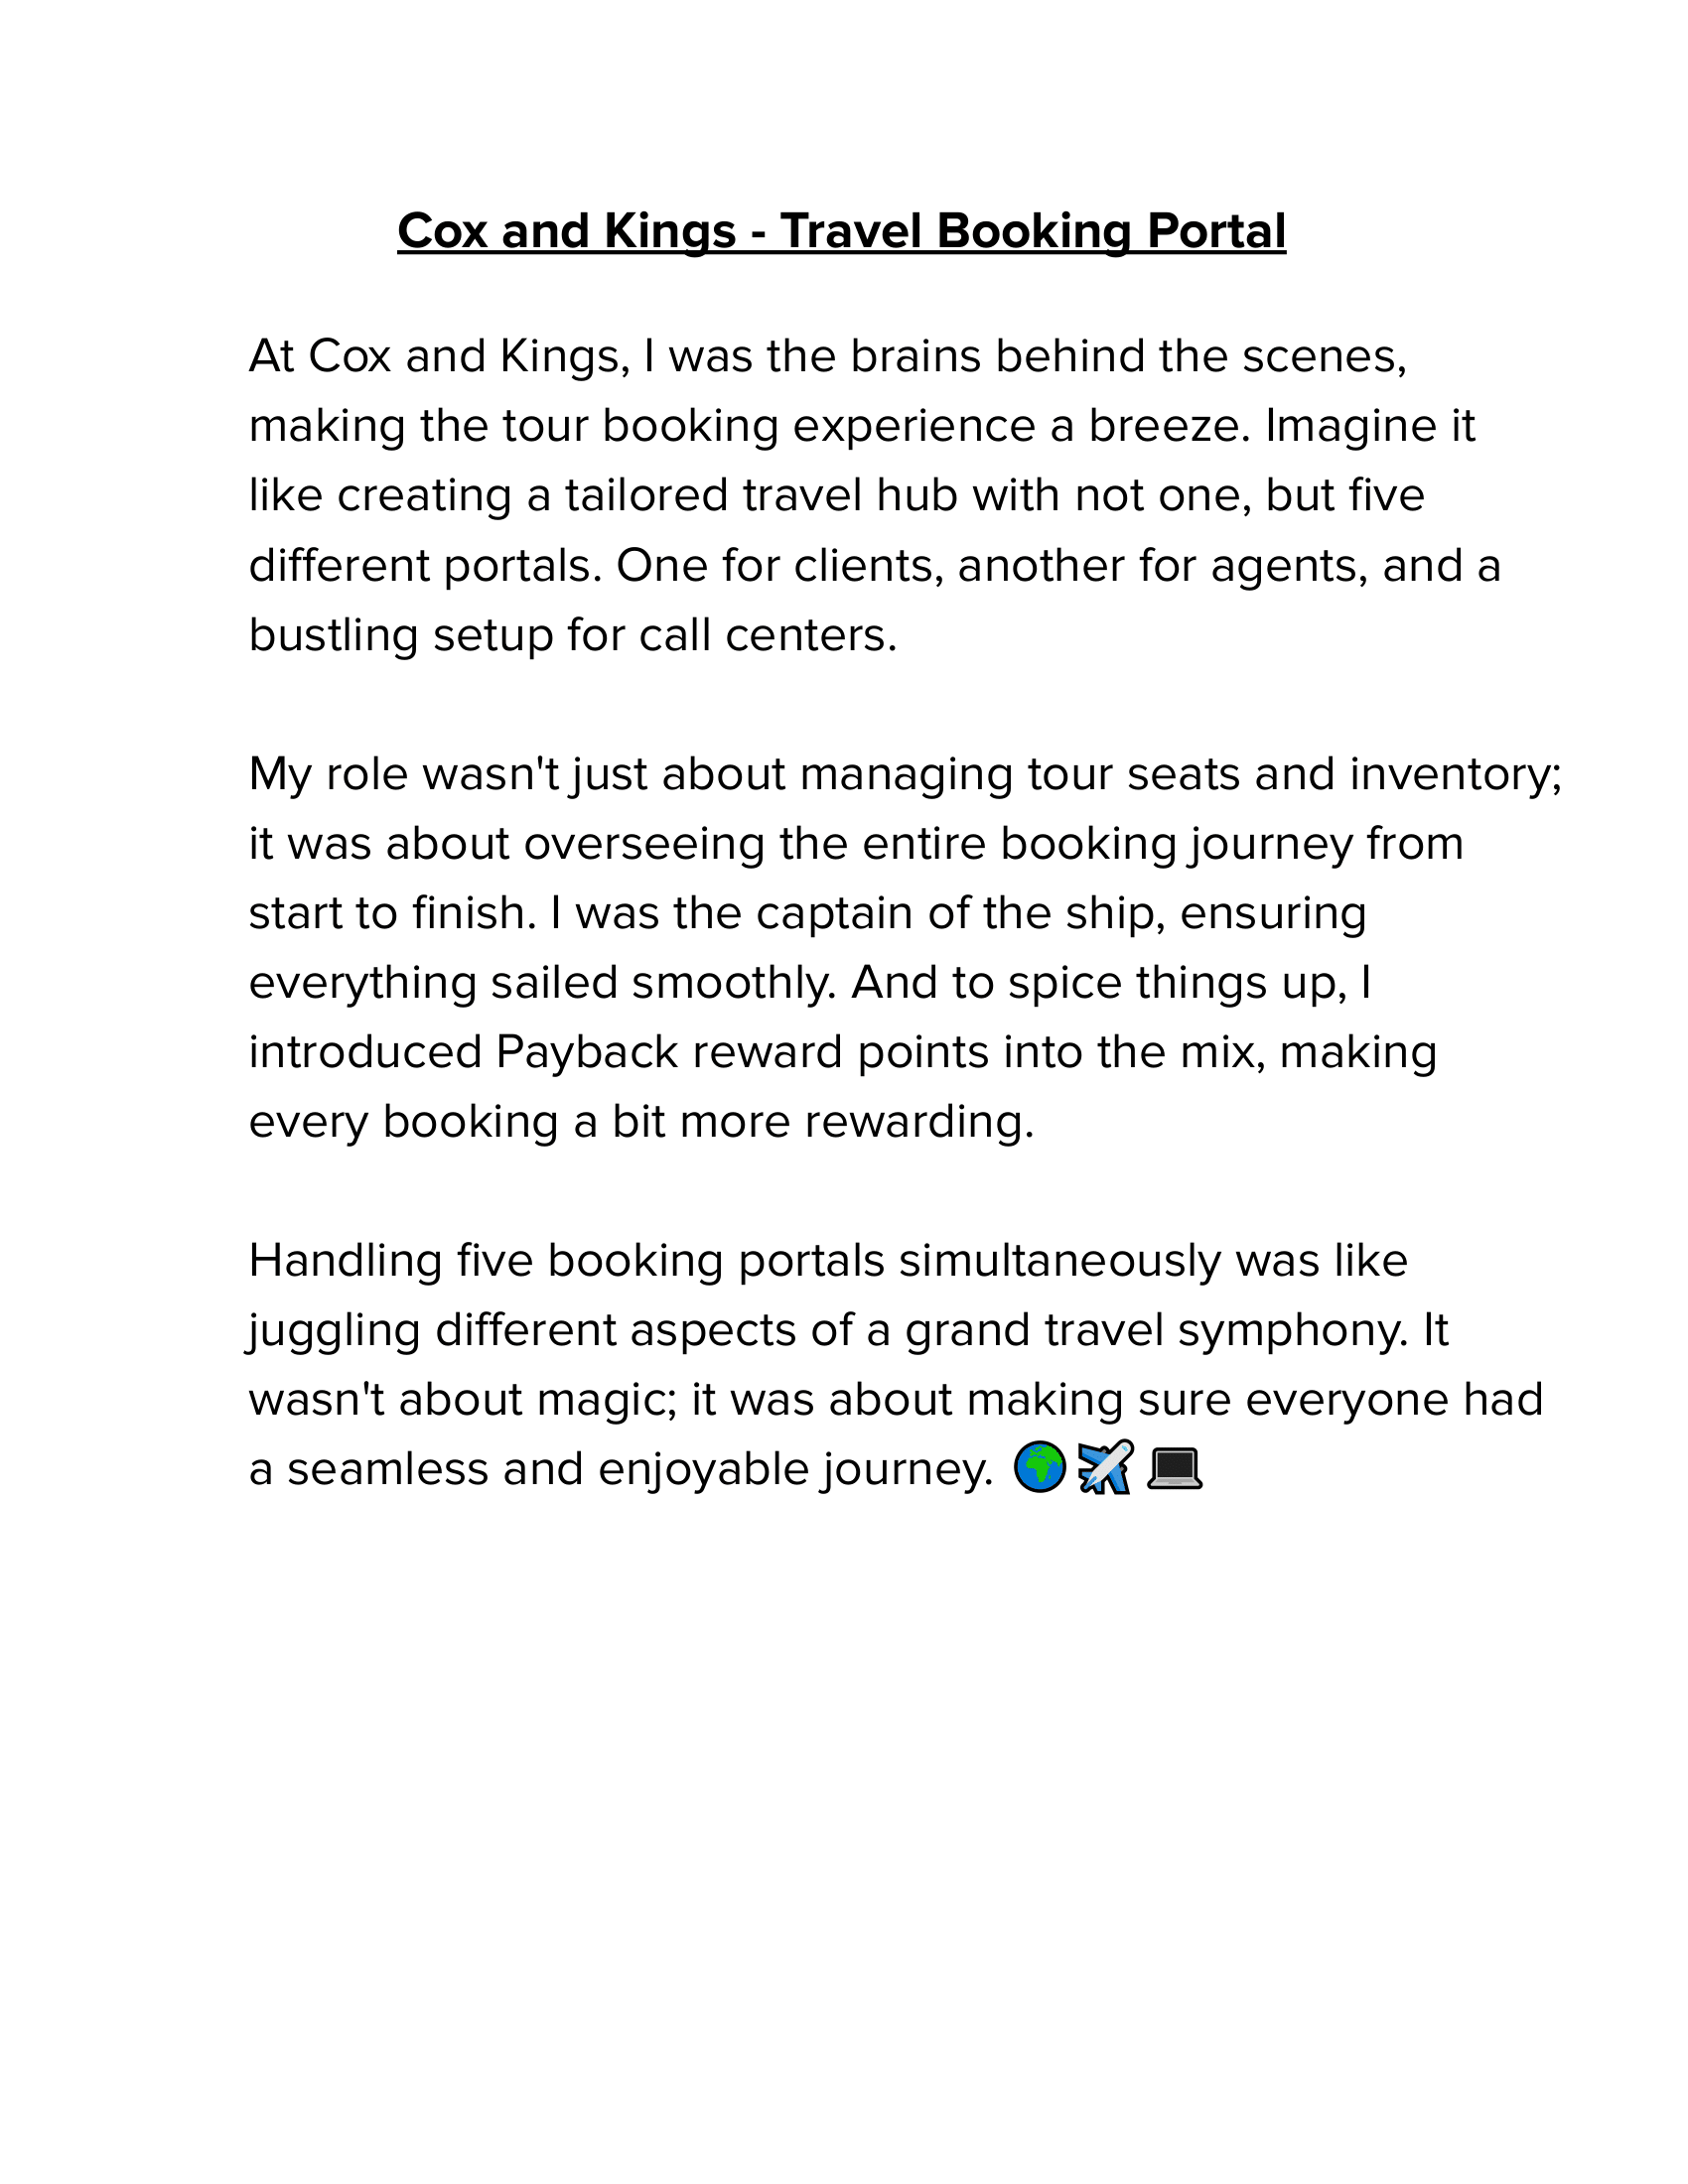 Cox and Kings - Travel Booking Portal
At Cox and Kings, I was the brains behind the scenes,
making the tour booking experience a breeze. Imagine it
like creating a tailored travel hub with not one, but five
different portals. One for clients, another for agents, and a
bustling setup for call centers.
My role wasn't just about managing tour seats and inventory;
it was about overseeing the entire booking journey from
start to finish. I was the captain of the ship, ensuring
everything sailed smoothly. And to spice things up, I
introduced Payback reward points into the mix, making
every booking a bit more rewarding.
Handling five booking portals simultaneously was like
juggling different aspects of a grand travel symphony. It
wasn't about magic; it was about making sure everyone had
a seamless and enjoyable journey. 🌍✈️💻